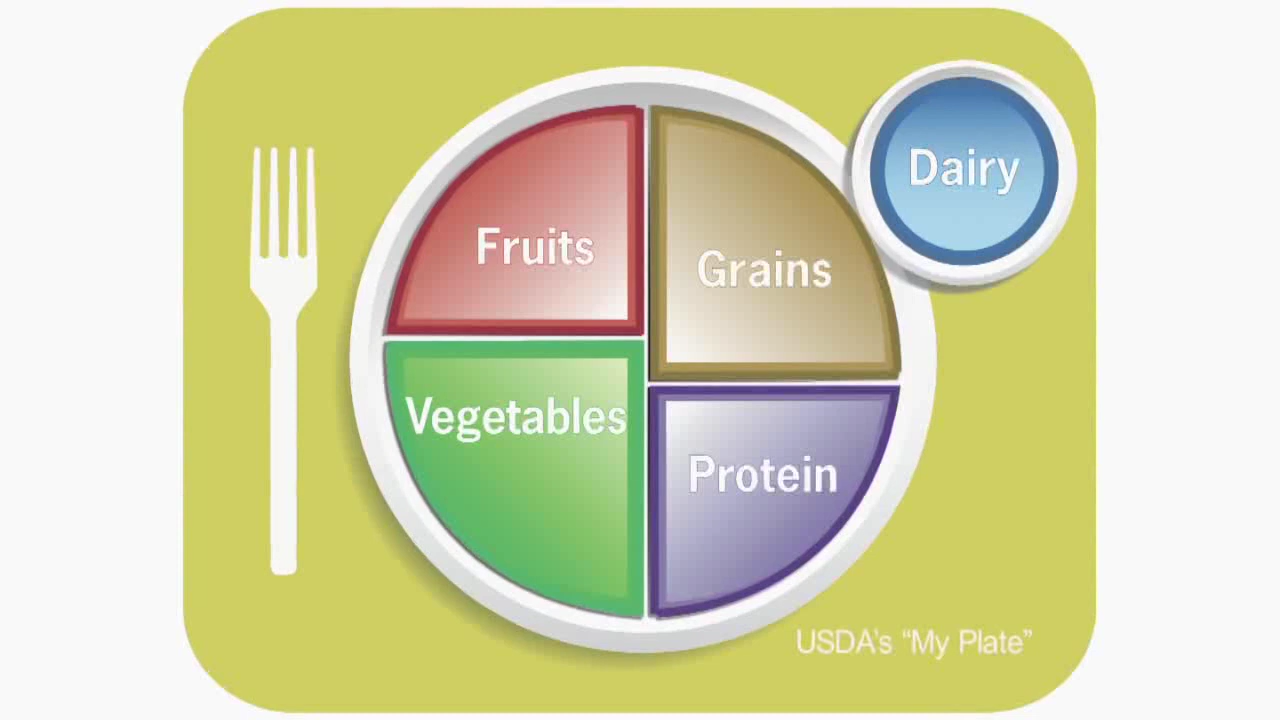 Dairy
Fruits
Grains
Vegetables
Protein
USDA's “My Plate”